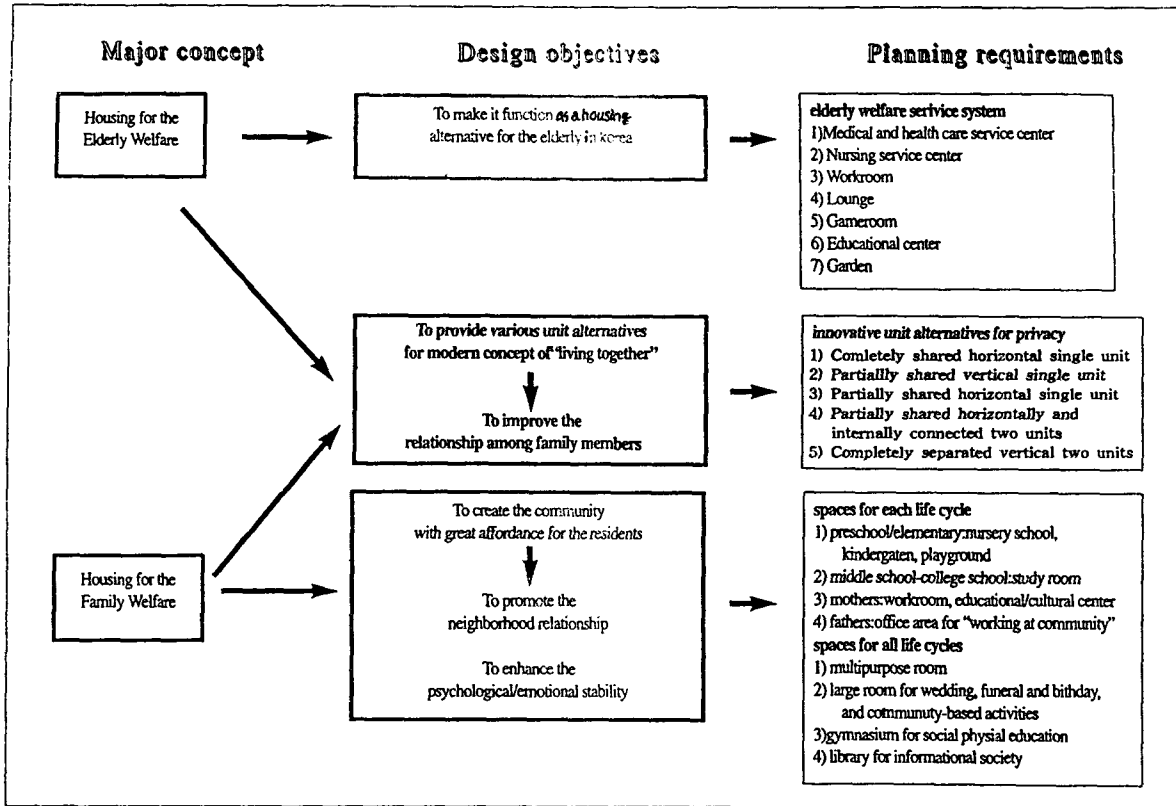 Major concept
Design objectives
Planning requirements
Housing for the
Elderly Welfare
To make it function as a housing
alternative for the elderly in korea
elderly welfare serivice system
1)Medical and health care service center
2) Nursing service center
3) Workroom
4) Lounge
5) Gameroom
6) Educational center
7) Garden
To provide various unit alternatives
for modern concept of "living together"
To improve the
relationship among family members
innovative unit alternatives for privacy
1) Comletely shared horizontal single unit
2) Partiallly shared vertical single unit
3) Partially shared horizontal single unit
4) Partially shared horizontally and
internally connected two units
5) Completely separated vertical two units
Housing for the
Family Welfare
To create the community
with great affordance for the residents
To promote the
neighborhood relationship
To enhance the
psychological/emotional stability
spaces for each life cycle
1) preschool/elementary:nursery school,
kindergaten, playground
2) middle school-college school:study room
3) mothers:workroom, educational/cultural center
4) fathers:office area for "working at community"
spaces for all life cycles
1) multipurpose room
2) large room for wedding, funeral and bithday,
and communuty-based activities
3)gymnasium for social physial education
4) library for informational society